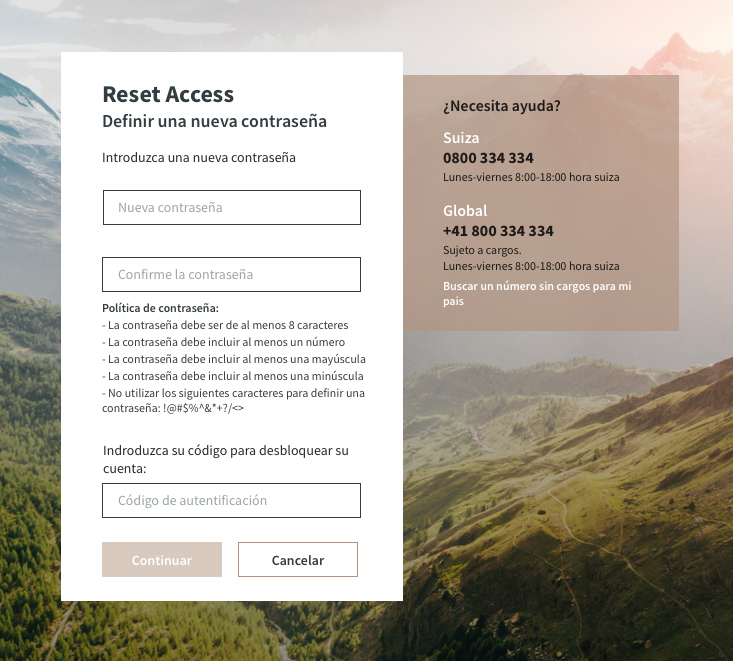 Reset Access
Definir una nueva contraseña
Introduzca una nueva contraseña
Nueva contraseña
Confirme la contraseña
Política de contraseña:
- La contraseña debe ser de al menos 8 caracteres
- La contraseña debe incluir al menos un número
- La contraseña debe incluir al menos una mayúscula
- La contraseña debe incluir al menos una minúscula
- No utilizar los siguientes caracteres para definir una
contraseña: !@#$%^&*+?/<>
Indroduzca su código para desbloquear su
cuenta:
Código de autentificación
Continuar
Cancelar
¿Necesita ayuda?
Suiza
0800 334 334
Lunes-viernes 8:00-18:00 hora suiza
Global
+41 800 334 334
Sujeto a cargos.
Lunes-viernes 8:00-18:00 hora suiza
Buscar un número sin cargos para mi
pais